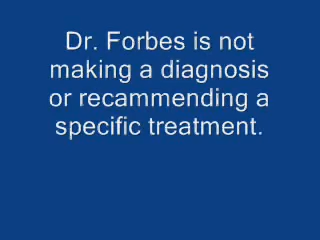 Dr. Forbes is not
making a diagnosis
or recammending a
specific treatment.